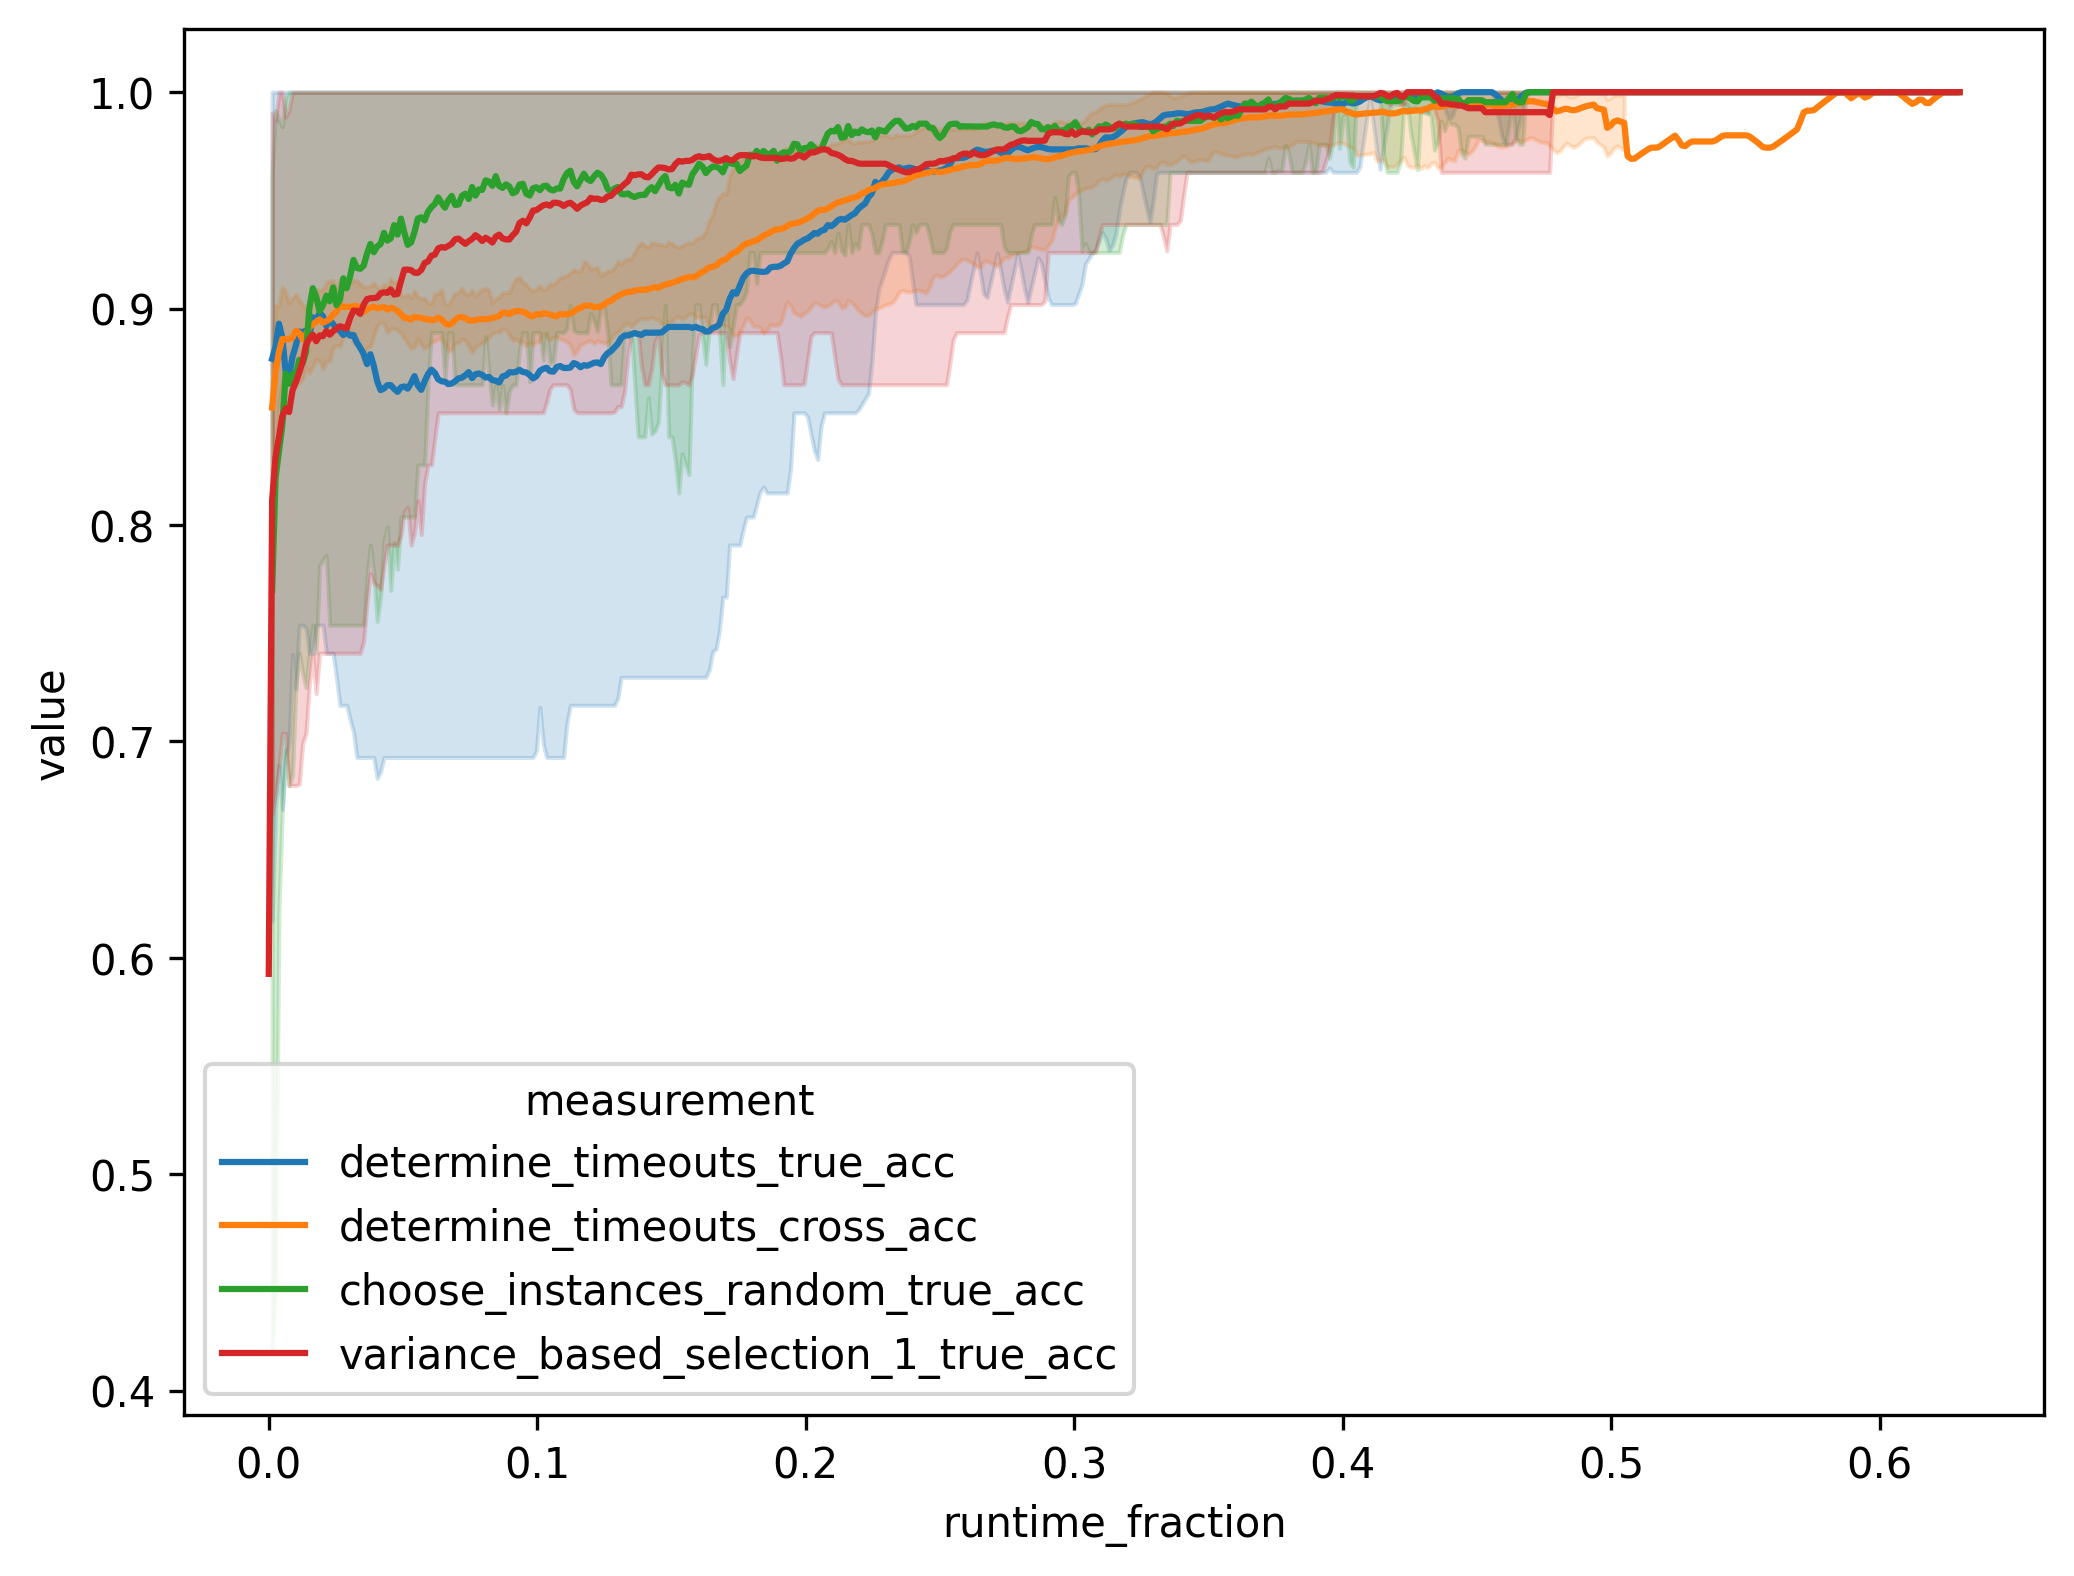 1.0
0.9
0.8
0.7
0.6
0.5
0.4
value
measurement
determine_timeouts_true_acc
determine_timeouts_cross_acc
choose_instances_random_true_acc
variance_based_selection_1_true_acc
0.0 0.1 0.2 0.3 0.4 0.5 0.6
runtime_fraction